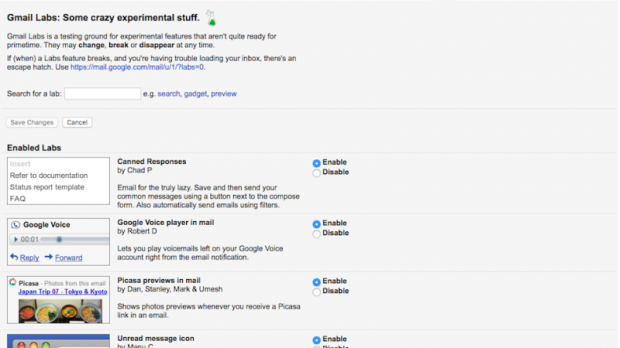 Gmail Labs: Some crazy experimental stuff.
Gmail Labs is a testing ground for experimental features that aren't quite ready for
primetime. They may change, break or disappear at any time.
If (when) a Labs feature breaks, and you're having trouble loading your inbox, there's an
escape hatch. Use https://mail.google.com/mail/u/1/?labs=0.
Search for a lab: e.g. search, gadget, preview
Save Changes Cancel
Enabled Labs
Insert
Refer to documentation
Status report template
FAQ
Canned Responses
by Chad P
Email for the truly lazy. Save and then send your
common messages using a button next to the compose
form. Also automatically send emails using filters.
Enable
Disable
Google Voice
00:01
Reply Forward
Google Voice player in mail
by Robert D
Lets you play voicemails left on your Google Voice
account right from the email notification.
Enable
Disable
Picasa - Photos from this email
Japan Trip 07 - Tokyo & Kyoto
Picasa previews in mail
by Dan, Stanley, Mark & Umesh
Shows photos previews whenever you receive a Picasa
link in an email.
Enable
Disable
Unread message icon
by Manu C
Enable
Disable